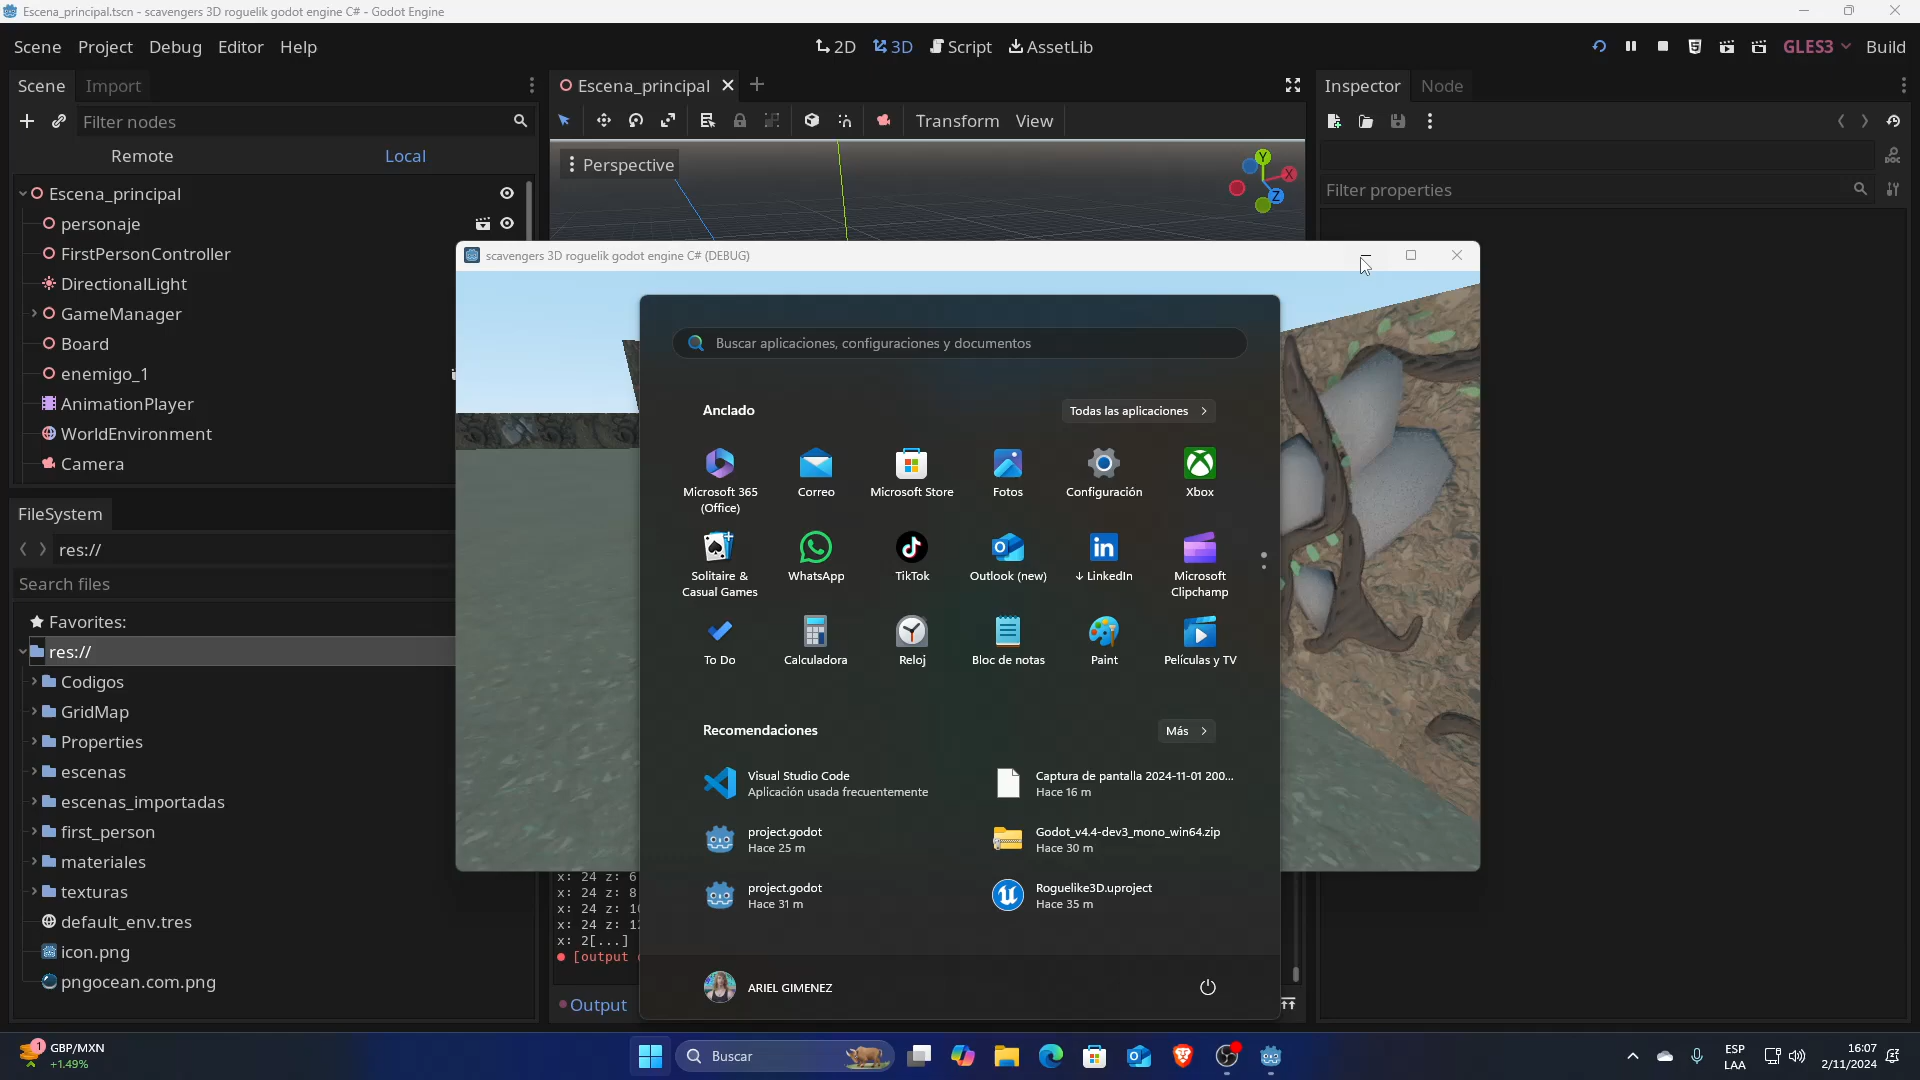 Escena_principal.tscn - scavengers 3D roguelik godot engine C# - Godot Engine
Scene Project Debug Editor Help
2D 3D Script AssetLib
GLES3 Build
Scene Import
Escena_principal
Inspector Node
Filter nodes
Transform View
Remote Local
Perspective
Y X Z
DOC
Filter properties
Escena_principal
personaje
FirstPersonController
DirectionalLight
GameManager
Board
enemigo_1
AnimationPlayer
WorldEnvironment
Camera
FileSystem
res://
Search files
Favorites:
res://
Codigos
GridMap
Properties
escenas
escenas_importadas
first_person
materiales
texturas
default_env.tres
icon.png
pngocean.com.png
scavengers 3D roguelik godot engine C# (DEBUG)
Buscar aplicaciones, configuraciones y documentos
Anclado
Todas las aplicaciones
Microsoft 365
(Office)
Correo
Microsoft Store
Fotos
Configuración
Xbox
Solitaire &
Casual Games
WhatsApp
TikTok
Outlook (new)
LinkedIn
Microsoft
Clipchamp
To Do
Calculadora
Reloj
Bloc de notas
Paint
Películas y TV
Recomendaciones
Más
Visual Studio Code
Aplicación usada frecuentemente
Captura de pantalla 2024-11-01 200...
Hace 16 m
project.godot
Hace 25 m
Godot_v4.4-dev3_mono_win64.zip
Hace 30 m
project.godot
Hace 31 m
Roguelike3D.uproject
Hace 35 m
ARIEL GIMENEZ
x: 24 z: 6
x: 24 z: 8
x: 24 z:
x: 24 z:
x: 2[...]
[output
Output
1
GBP/MXN
+1.49%
Buscar
ESP
LAA
16:07
2/11/2024